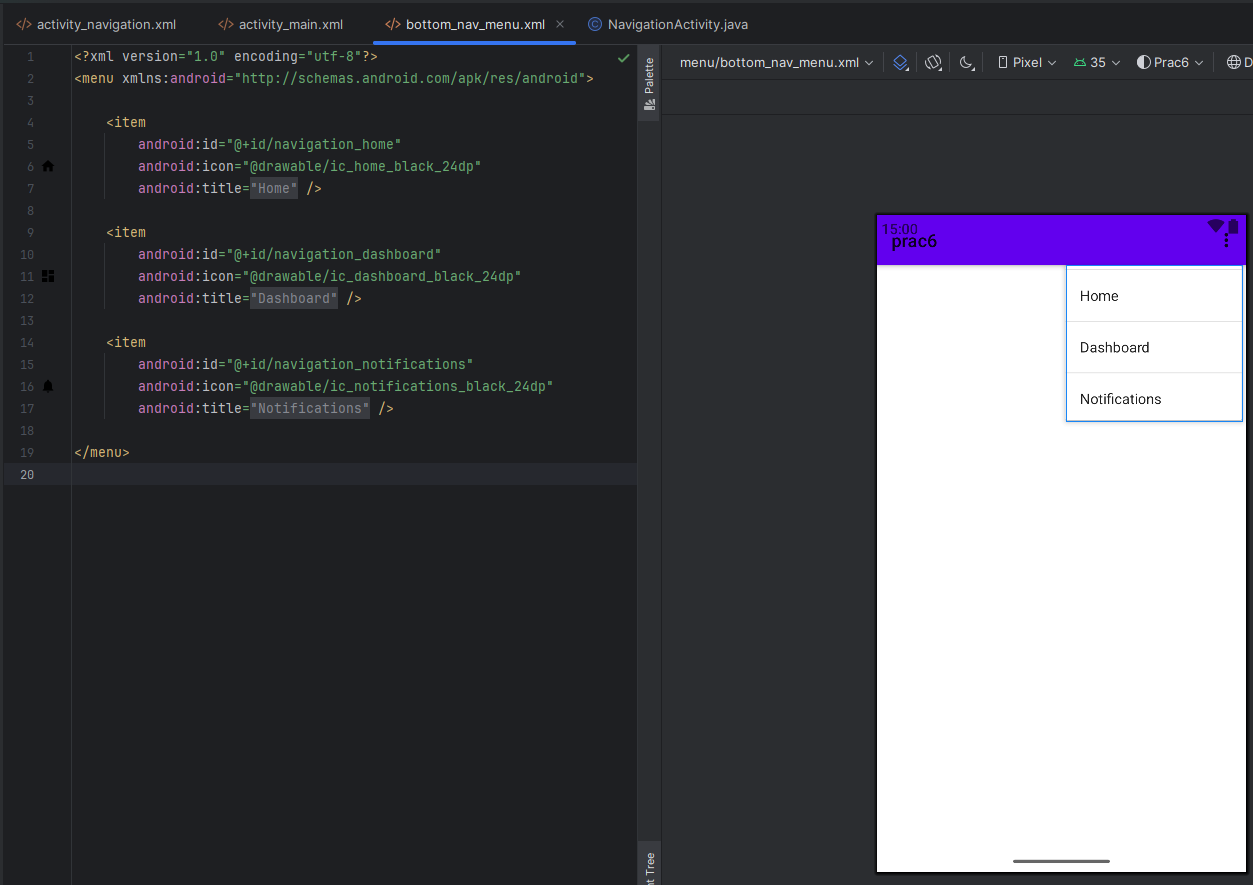 activity_navigation.xml activity_main.xml bottom_nav_menu.xml NavigationActivity.java
1 <?xml version="1.0" encoding="utf-8"?>
2 <menu xmlns:android="http://schemas.android.com/apk/res/android">
3
4 <item
5 android:id="@+id/navigation_home"
6 android:icon="@drawable/ic_home_black_24dp"
7 android:title="Home" />
8
9 <item
10 android:id="@+id/navigation_dashboard"
11 android:icon="@drawable/ic_dashboard_black_24dp"
12 android:title="Dashboard" />
13
14 <item
15 android:id="@+id/navigation_notifications"
16 android:icon="@drawable/ic_notifications_black_24dp"
17 android:title="Notifications" />
18
19 </menu>
20
Palette
nt Tree
menu/bottom_nav_menu.xml Pixel 35 Prac6 D
15:00
prac6
Home
Dashboard
Notifications